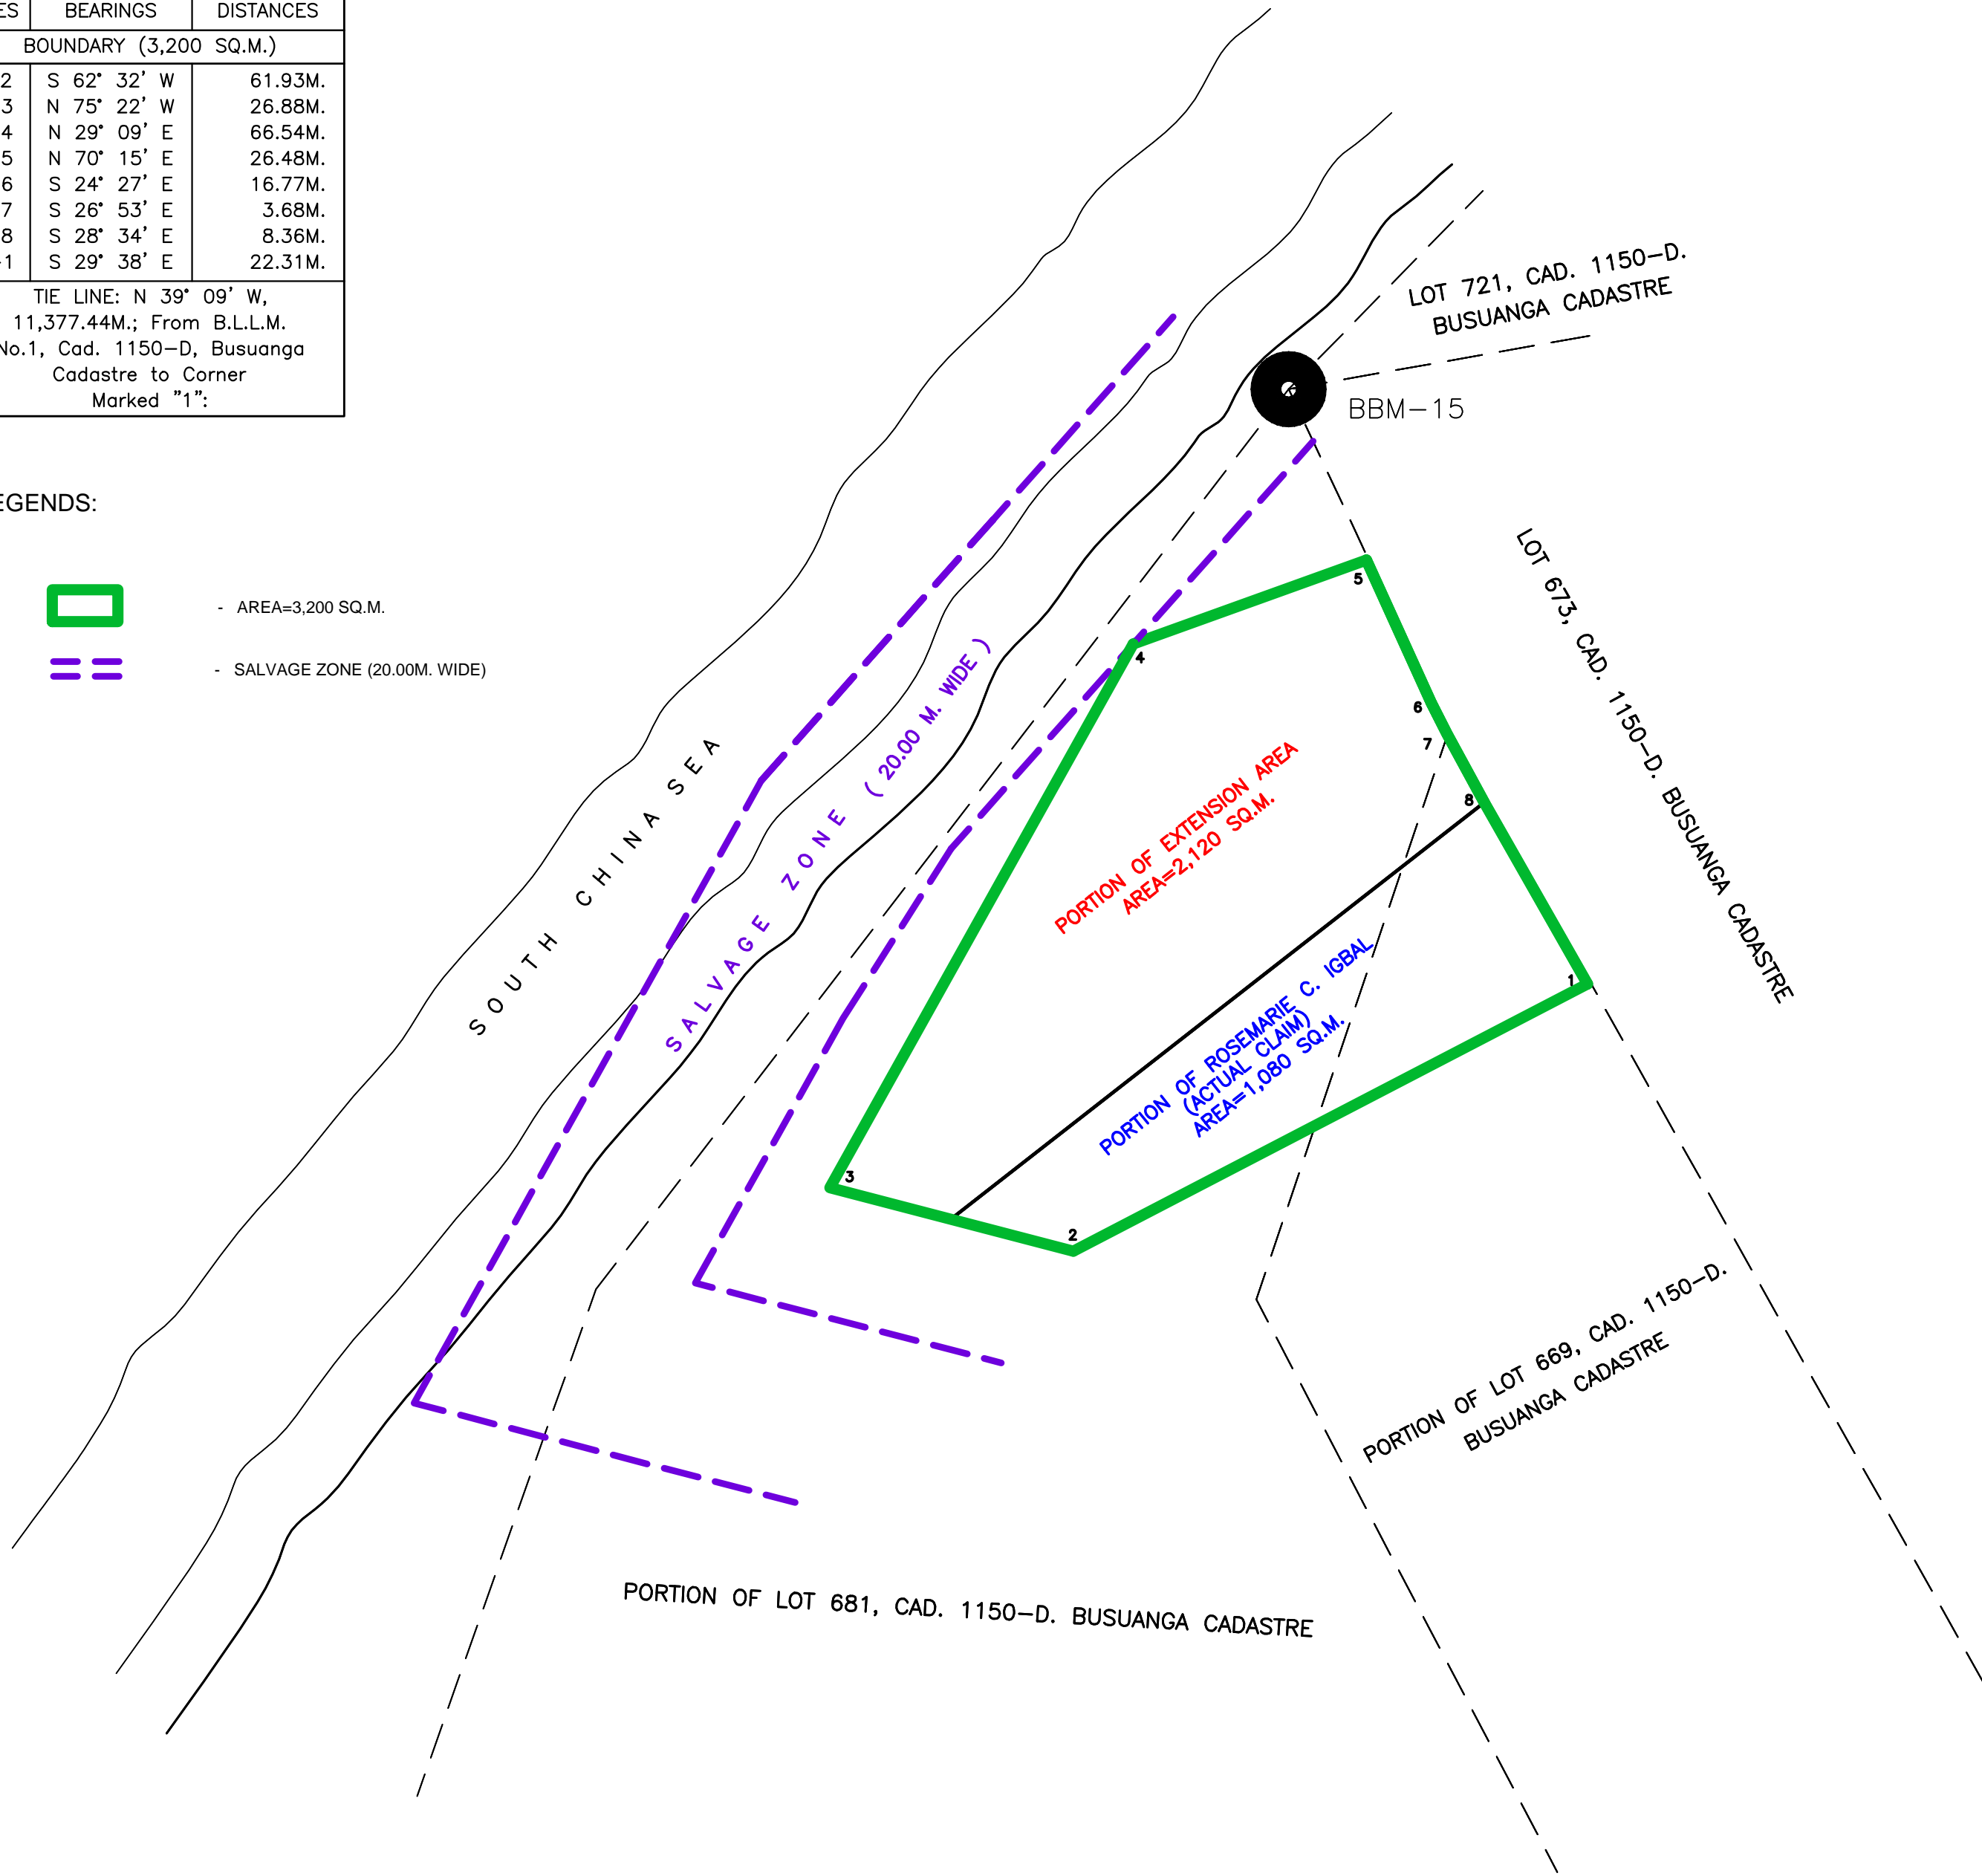 ES BEARINGS DISTANCES
BOUNDARY (3,200 SQ.M.)
2 S 62° 32' W 61.93M.
3 N 75° 22' W 26.88M.
4 N 29° 09' E 66.54M.
5 N 70° 15' E 26.48M.
6 S 24° 27' E 16.77M.
7 S 26° 53' E 3.68M.
8 S 28° 34' E 8.36M.
-1 S 29° 38' E 22.31M.
TIE LINE: N 39° 09' W,
11,377.44M.; From B.L.L.M.
No.1, Cad. 1150-D, Busuanga
Cadastre to Corner
Marked "1":
EGENDS:
- AREA=3,200 SQ.M.
- SALVAGE ZONE (20.00M. WIDE)
SOUTH CHINA SEA
SALVAGE ZONE ( 20.00 M. WIDE )
LOT 721, CAD. 1150-D.
BUSUANGA CADASTRE
BBM-15
LOT 673, CAD. 1150-D. BUSUANGA CADASTRE
5
4
6
7
8
PORTION OF EXTENSION AREA
AREA=2,120 SQ.M.
1
PORTION OF ROSEMARIE C. IGBAL
(ACTUAL CLAIM)
AREA=1,080 SQ.M.
3
2
PORTION OF LOT 669, CAD. 1150-D.
BUSUANGA CADASTRE
PORTION OF LOT 681, CAD. 1150-D. BUSUANGA CADASTRE